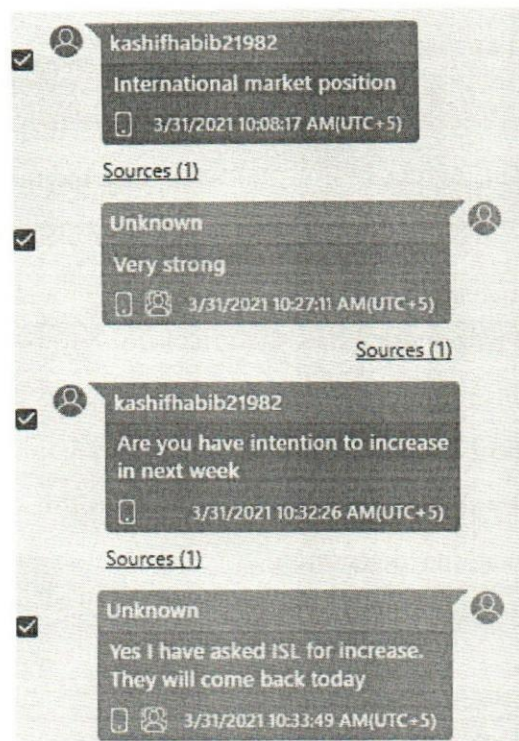 kashifhabib21982
International market position
3/31/2021 10:08:17 AM(UTC+5)
Sources (1)
Unknown
Very strong
3/31/2021 10:27:11 AM(UTC+5)
Sources (1)
kashifhabib21982
Are you have intention to increase
in next week
3/31/2021 10:32:26 AM(UTC+5)
Sources (1)
Unknown
Yes I have asked ISL for increase.
They will come back today
3/31/2021 10:33:49 AM(UTC+5)